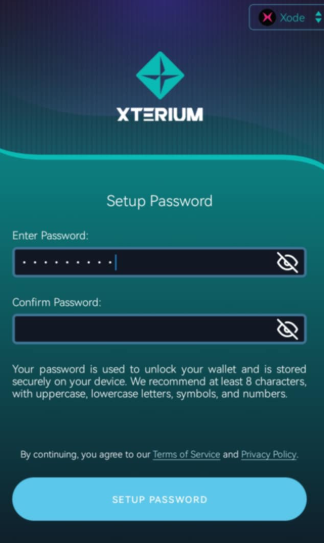 Xode
XTERIUM
Setup Password
Enter Password:
Confirm Password:
Your password is used to unlock your wallet and is stored
securely on your device. We recommend at least 8 characters,
with uppercase, lowercase letters, symbols, and numbers.
By continuing, you agree to our Terms of Service and Privacy Policy.
SETUP PASSWORD